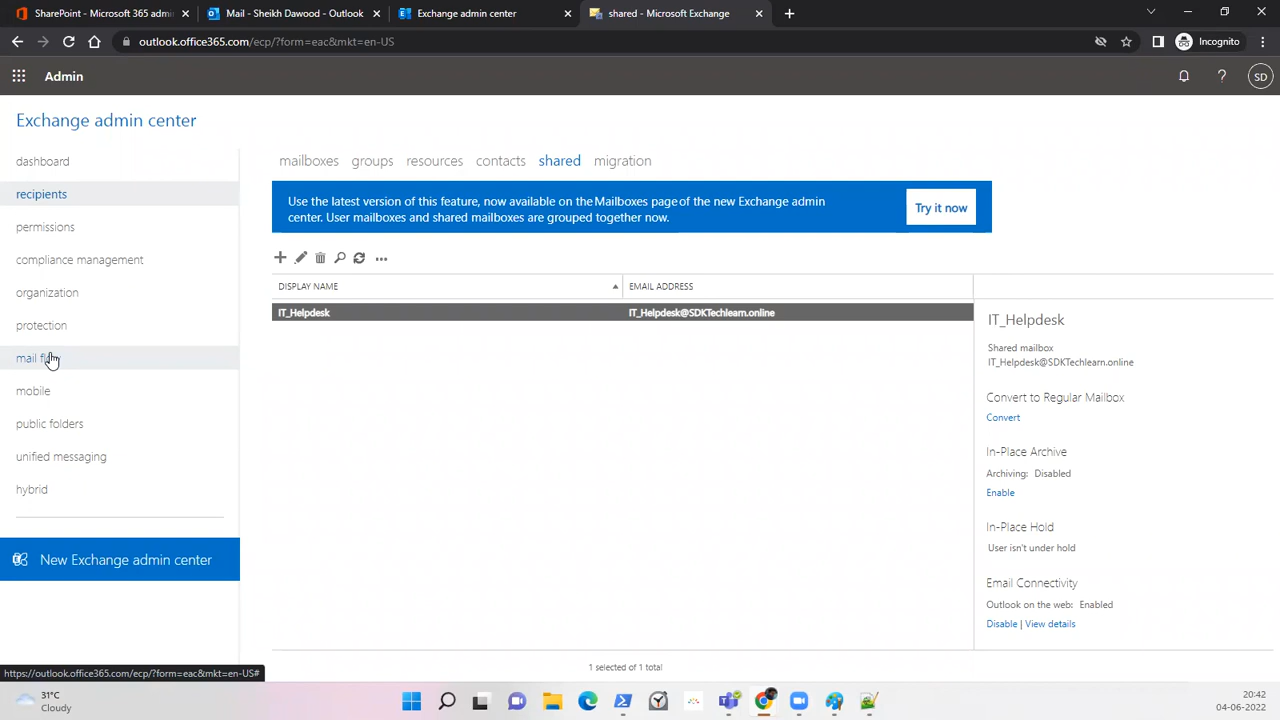 SharePoint - Microsoft 365 admi
Mail - Sheikh Dawood - Outlook
Exchange admin center
shared - Microsoft Exchange
outlook.office365.com/ecp/?form=eac&mkt=en-US
Incognito
Admin
SD
Exchange admin center
dashboard
recipients
permissions
compliance management
organization
protection
mail
mobile
public folders
unified messaging
hybrid
New Exchange admin center
mailboxes groups resources contacts shared migration
Use the latest version of this feature, now available on the Mailboxes page of the new Exchange admin
center. User mailboxes and shared mailboxes are grouped together now.
Try it now
DISPLAY NAME EMAIL ADDRESS
IT_Helpdesk IT_Helpdesk@SDKTechlearn.online
IT_Helpdesk
Shared mailbox
IT_Helpdesk@SDKTechlearn.online
Convert to Regular Mailbox
Convert
In-Place Archive
Archiving: Disabled
Enable
In-Place Hold
User isn't under hold
Email Connectivity
Outlook on the web: Enabled
Disable | View details
1 selected of 1 total
https://outlook.office365.com/ecp/?form=eac&mkt=en-US#
31°C
Cloudy
20:42
04-06-2022